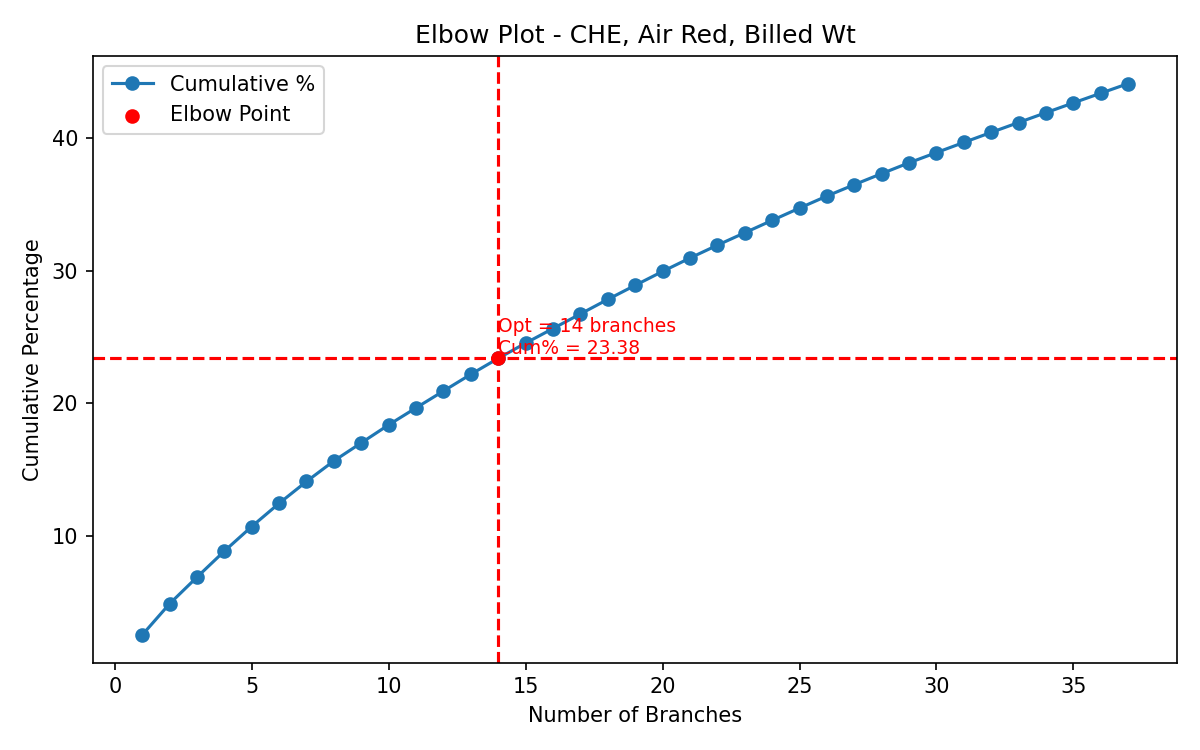 Elbow Plot - CHE, Air Red, Billed Wt
Cumulative %
Elbow Point
Cumulative Percentage
40
30
20
10
Opt = 14 branches
Cum% = 23.38
0 5 10 15 20 25 30 35
Number of Branches